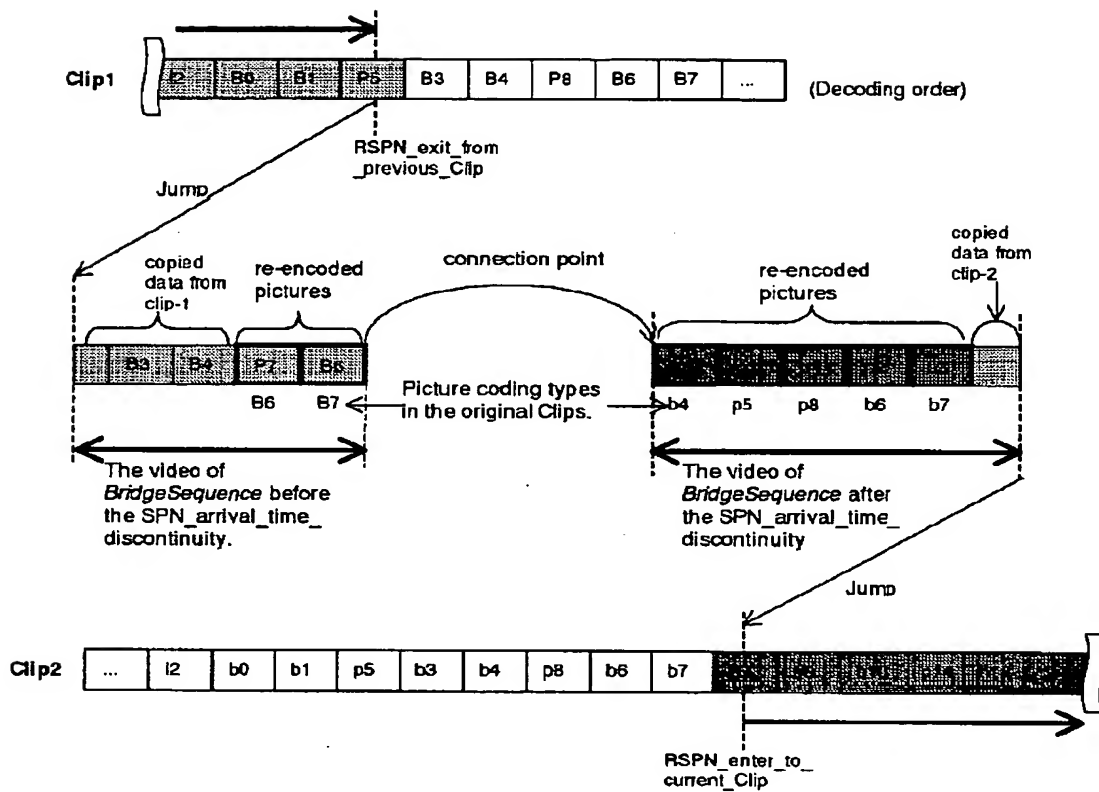 Clip1
I2 B0 B1 P5 B3 B4 P8 B6 B7 ...
(Decoding order)
RSPN_exit_from
_previous_Clip
Jump
copied
data from
clip-1
re-encoded
pictures
connection point
re-encoded
pictures
copied
data from
clip-2
B3 B4 P7
B6 B7
Picture coding types
in the original Clips.
b4 p5 p8 b6 b7
The video of
BridgeSequence before
the SPN_arrival_time_
discontinuity.
The video of
BridgeSequence after
the SPN_arrival_time_
discontinuity
Jump
Clip2
... i2 b0 b1 p5 b3 b4 p8 b6 b7
RSPN_enter_to_
current_Clip